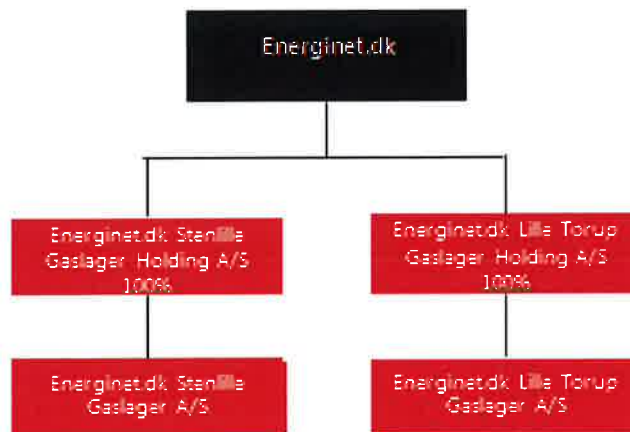 Energinet.dk
Energinet.dk Stenlille
Gaslager Holding A/S
100%
Energinet.dk Lille Torup
Gaslager Holding A/S
100%
Energinet.dk Stenlille
Gaslager A/S
Energinet.dk Lille Torup
Gaslager A/S